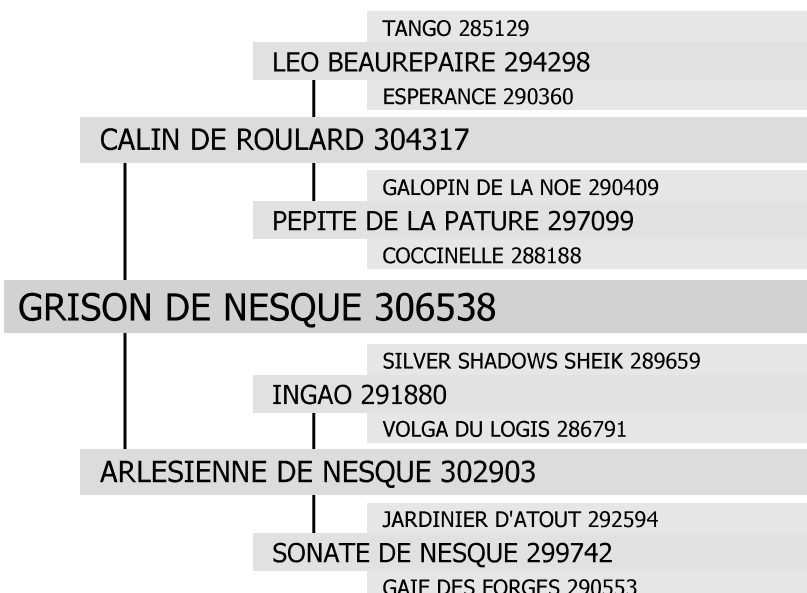 TANGO 285129
LEO BEAUREPAIRE 294298
ESPERANCE 290360
CALIN DE ROULARD 304317
GALOPIN DE LA NOE 290409
PEPITE DE LA PATURE 297099
COCCINELLE 288188
GRISON DE NESQUE 306538
SILVER SHADOWS SHEIK 289659
INGAO 291880
VOLGA DU LOGIS 286791
ARLESIENNE DE NESQUE 302903
JARDINIER D'ATOUT 292594
SONATE DE NESQUE 299742
GAIE DES FORGES 290553